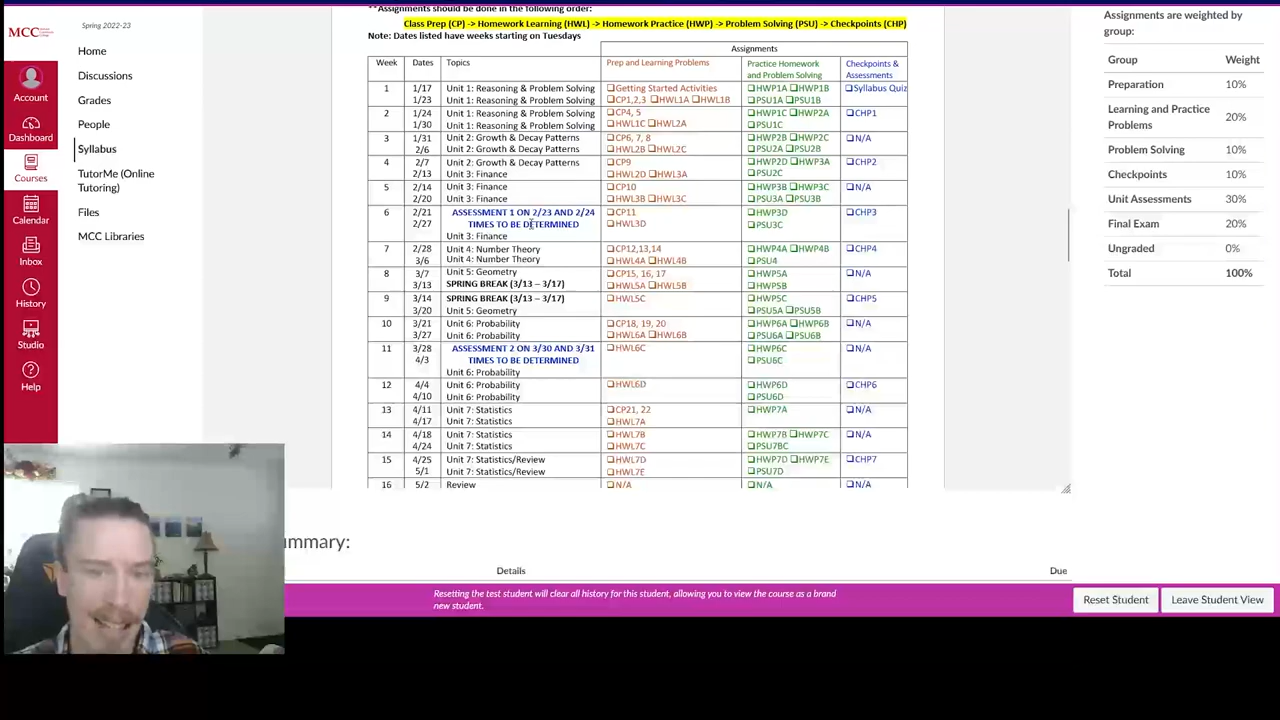 **Assignments should be done in the following order:
Spring 2022-23
Class Prep (CP) -> Homework Learning (HWL) -> Homework Practice (HWP) -> Problem Solving (PSU) -> Checkpoints (CHP)
Note: Dates listed have weeks starting on Tuesdays
MCC
Account
Dashboard
Courses
Calendar
Inbox
History
Studio
Help
Home
Discussions
Grades
People
Syllabus
TutorMe (Online
Tutoring)
Files
MCC Libraries
Assignments
Week Dates Topics Prep and Learning Problems Practice Homework and Problem Solving Checkpoints & Assessments
1 1/17 Unit 1: Reasoning & Problem Solving ❑Getting Started Activities ❑HWP1A ❑HWP1B ❑Syllabus Quiz
1/23 Unit 1: Reasoning & Problem Solving ❑CP1,2,3 ❑HWL1A ❑HWL1B ❑PSU1A ❑PSU1B
2 1/24 Unit 1: Reasoning & Problem Solving ❑CP4, 5 ❑HWP1C ❑HWP2A ❑CHP1
1/30 Unit 1: Reasoning & Problem Solving ❑HWL1C ❑HWL2A ❑PSU1C
3 1/31 Unit 2: Growth & Decay Patterns ❑CP6, 7, 8 ❑HWP2B ❑HWP2C ❑N/A
2/6 Unit 2: Growth & Decay Patterns ❑HWL2B ❑HWL2C ❑PSU2A ❑PSU2B
4 2/7 Unit 2: Growth & Decay Patterns ❑CP9 ❑HWP2D ❑HWP3A ❑CHP2
2/13 Unit 3: Finance ❑HWL2D ❑HWL3A ❑PSU2C
5 2/14 Unit 3: Finance ❑CP10 ❑HWP3B ❑HWP3C ❑N/A
2/20 Unit 3: Finance ❑HWL3B ❑HWL3C ❑PSU3A ❑PSU3B
6 2/21 ASSESSMENT 1 ON 2/23 AND 2/24 ❑CP11 ❑HWP3D ❑CHP3
2/27 TIMES TO BE DETERMINED ❑HWL3D ❑PSU3C
Unit 3: Finance
7 2/28 Unit 4: Number Theory ❑CP12,13,14 ❑HWP4A ❑HWP4B ❑CHP4
3/6 Unit 4: Number Theory ❑HWL4A ❑HWL4B ❑PSU4
8 3/7 Unit 5: Geometry ❑CP15, 16, 17 ❑HWP5A ❑N/A
3/13 SPRING BREAK (3/13 – 3/17) ❑HWL5A ❑HWL5B ❑HWP5B
9 3/14 SPRING BREAK (3/13 – 3/17) ❑HWL5C ❑HWP5C ❑CHP5
3/20 Unit 5: Geometry ❑PSU5A ❑PSU5B
10 3/21 Unit 6: Probability ❑CP18, 19, 20 ❑HWP6A ❑HWP6B ❑N/A
3/27 Unit 6: Probability ❑HWL6A ❑HWL6B ❑PSU6A ❑PSU6B
11 3/28 ASSESSMENT 2 ON 3/30 AND 3/31 ❑HWL6C ❑HWP6C ❑N/A
4/3 TIMES TO BE DETERMINED ❑PSU6C
Unit 6: Probability
12 4/4 Unit 6: Probability ❑HWL6D ❑HWP6D ❑CHP6
4/10 Unit 6: Probability ❑PSU6D
13 4/11 Unit 7: Statistics ❑CP21, 22 ❑HWP7A ❑N/A
4/17 Unit 7: Statistics ❑HWL7A
14 4/18 Unit 7: Statistics ❑HWL7B ❑HWP7B ❑HWP7C ❑N/A
4/24 Unit 7: Statistics ❑HWL7C ❑PSU7BC
15 4/25 Unit 7: Statistics/Review ❑HWL7D ❑HWP7D ❑HWP7E ❑CHP7
5/1 Unit 7: Statistics/Review ❑HWL7E ❑PSU7D
16 5/2 Review ❑N/A ❑N/A ❑N/A
Assignments are weighted by
group:
Group Weight
Preparation 10%
Learning and Practice Problems 20%
Problem Solving 10%
Checkpoints 10%
Unit Assessments 30%
Final Exam 20%
Ungraded 0%
Total 100%
ummary:
Details Due
Resetting the test student will clear all history for this student, allowing you to view the course as a brand
new student.
Reset Student
Leave Student View